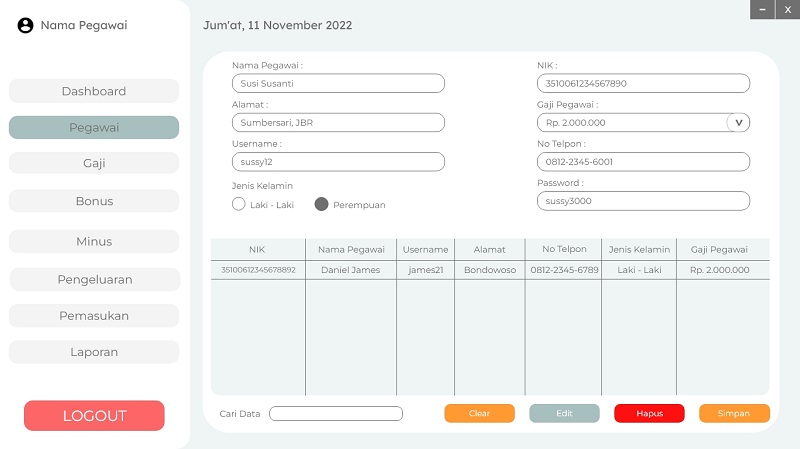 Nama Pegawai
Jum'at, 11 November 2022
– X
Dashboard
Pegawai
Gaji
Bonus
Minus
Pengeluaran
Pemasukan
Laporan
LOGOUT
Nama Pegawai :
Susi Susanti
Alamat :
Sumbersari, JBR
Username :
sussy12
Jenis Kelamin
Laki - Laki Perempuan
NIK :
3510061234567890
Gaji Pegawai :
Rp. 2.000.000 V
No Telpon :
0812-2345-6001
Password :
sussy3000
NIK Nama Pegawai Username Alamat No Telpon Jenis Kelamin Gaji Pegawai
35100612345678892 Daniel James james21 Bondowoso 0812-2345-6789 Laki - Laki Rp. 2.000.000
Cari Data Clear Edit Hapus Simpan